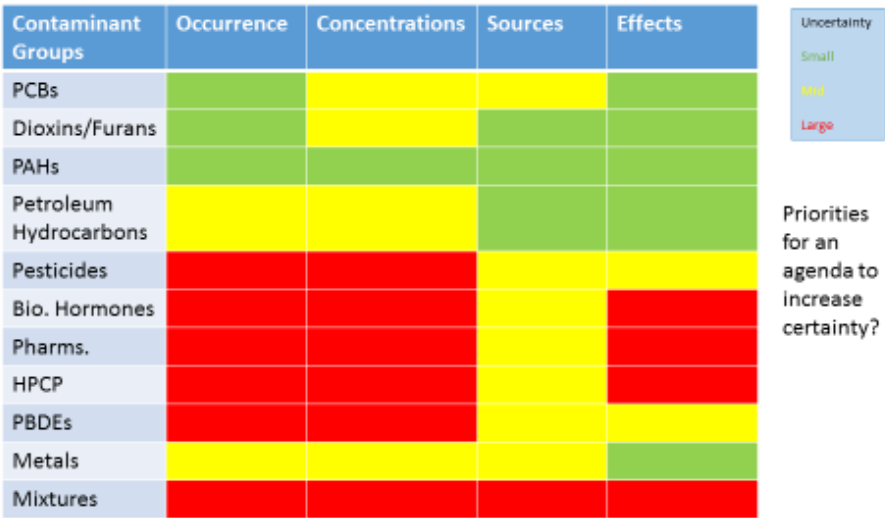 Contaminant Groups Occurrence Concentrations Sources Effects
PCBs
Dioxins/Furans
PAHs
Petroleum
Hydrocarbons
Pesticides
Bio. Hormones
Pharms.
HPCP
PBDEs
Metals
Mixtures
Uncertainty
Small
Mid
Large
Priorities
for an
agenda to
increase
certainty?